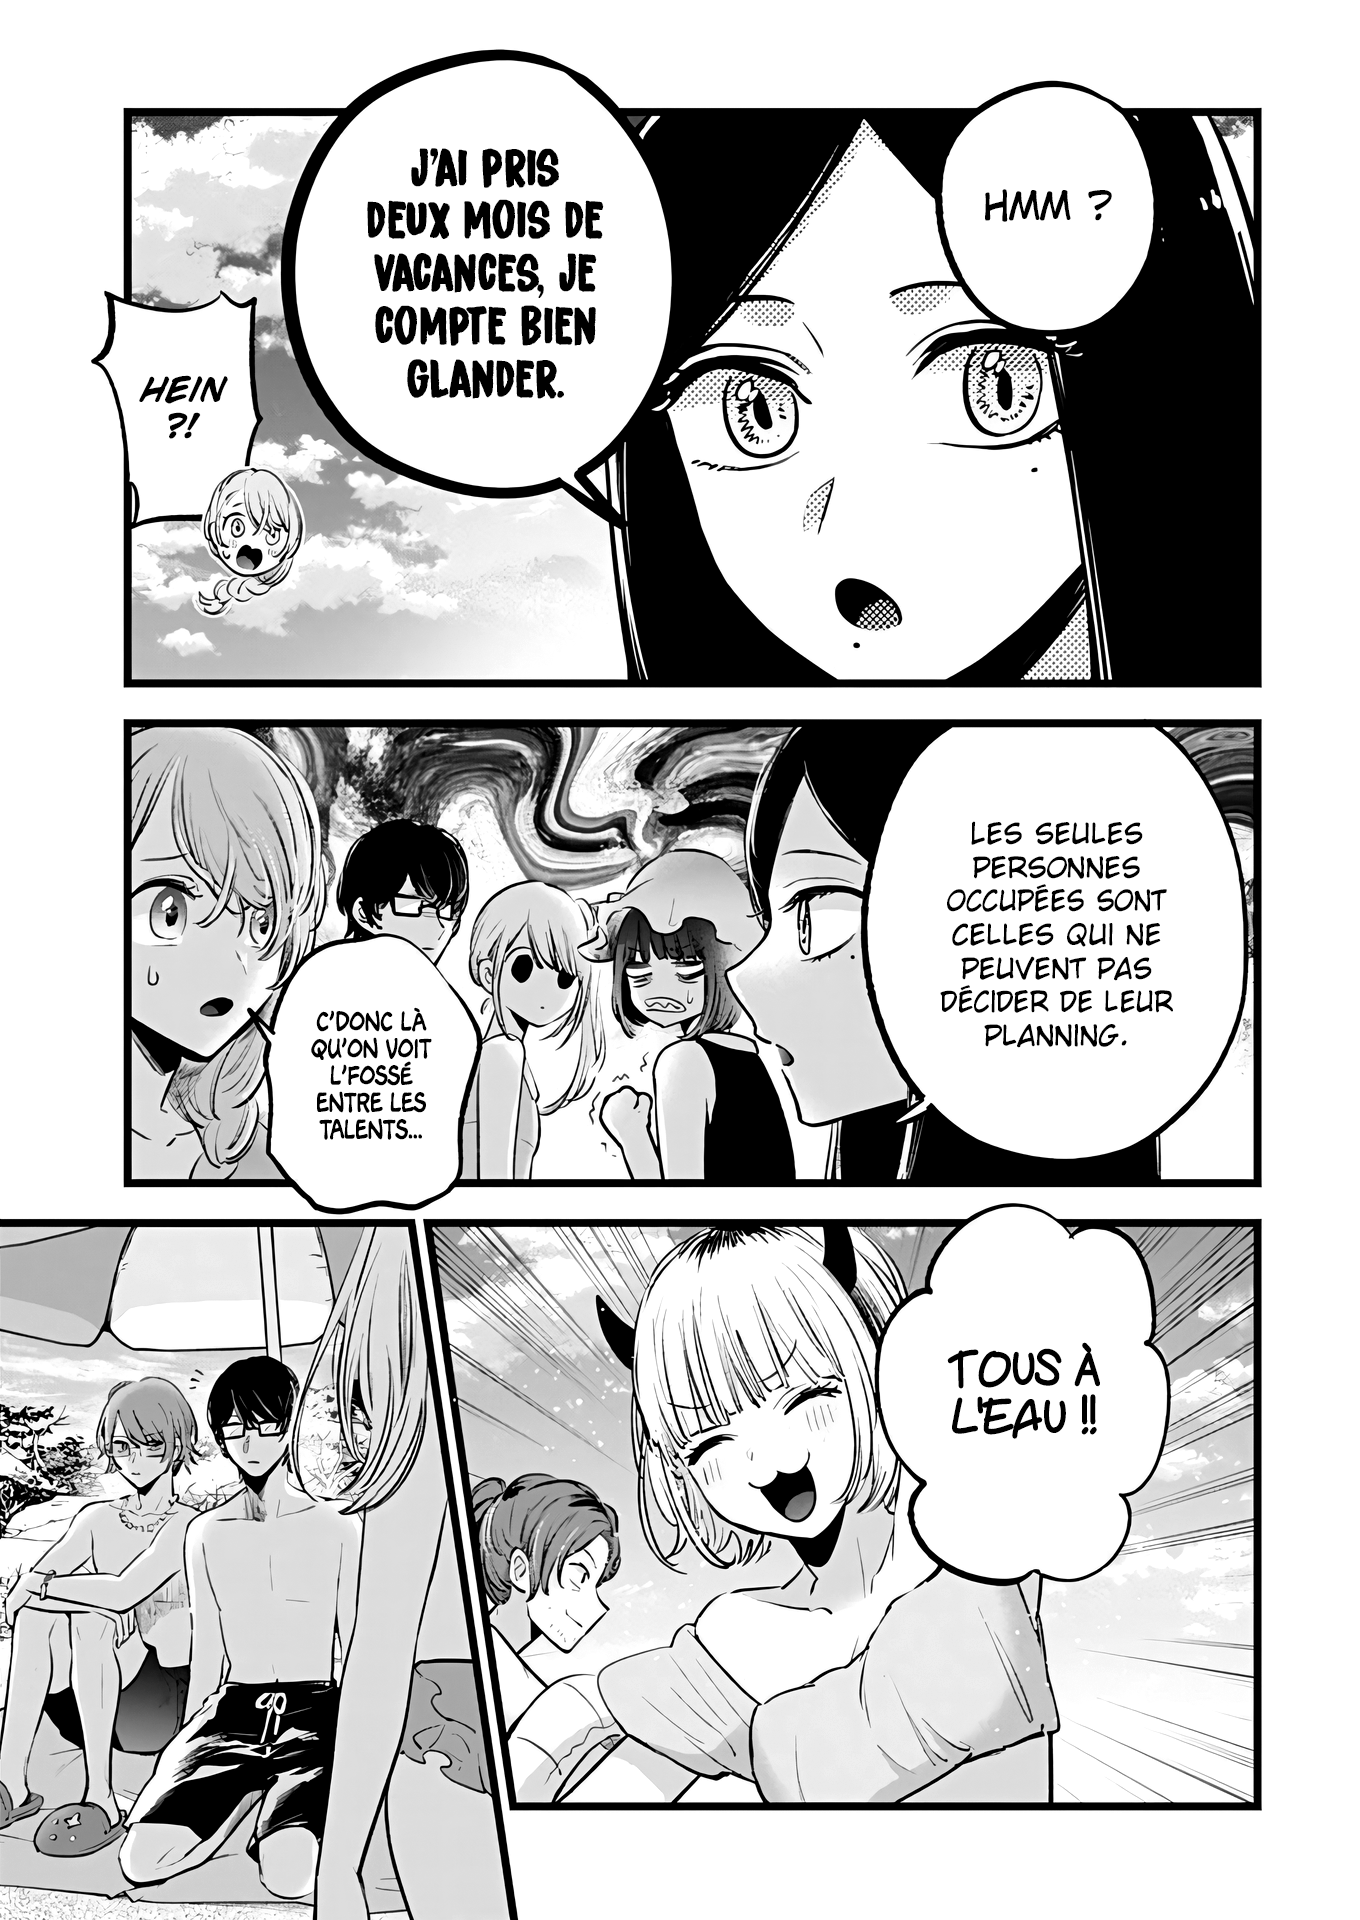 HMM ?
J'AI PRIS
DEUX MOIS DE
VACANCES, JE
COMPTE BIEN
GLANDER.
HEIN
?!
LES SEULES
PERSONNES
OCCUPÉES SONT
CELLES QUI NE
PEUVENT PAS
DÉCIDER DE LEUR
PLANNING.
C'DONC LÀ
QU'ON VOIT
L'FOSSÉ
ENTRE LES
TALENTS...
TOUS À
L'EAU !!